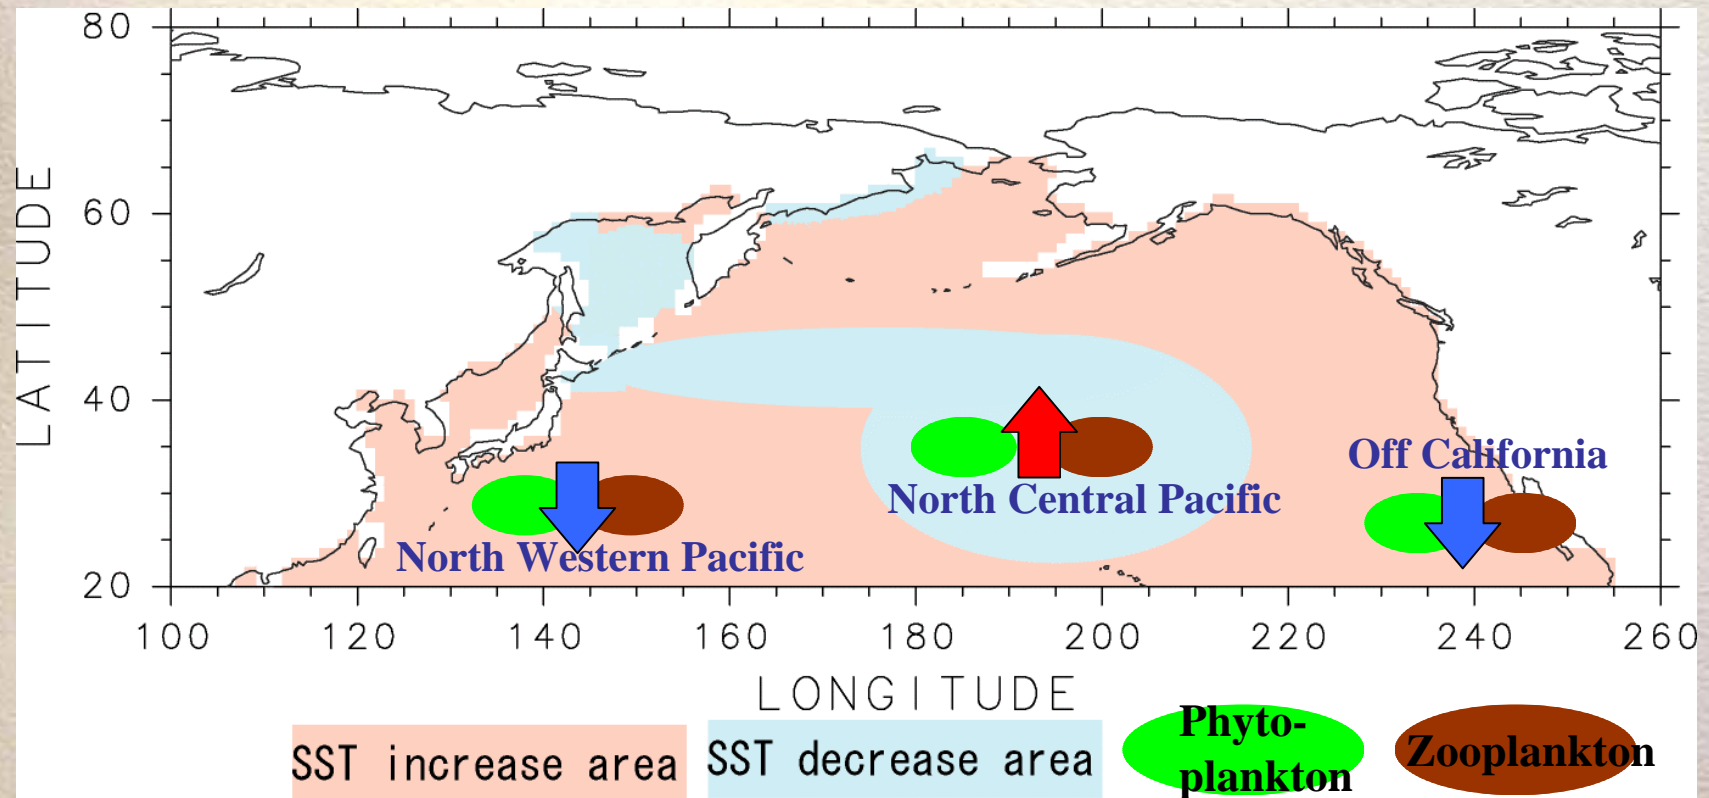 80
60
40
20
LATITUDE
Off California
North Central Pacific
North Western Pacific
100 120 140 160 180 200 220 240 260
LONGITUDE
SST increase area
SST decrease area
Phyto-
plankton
Zooplankton